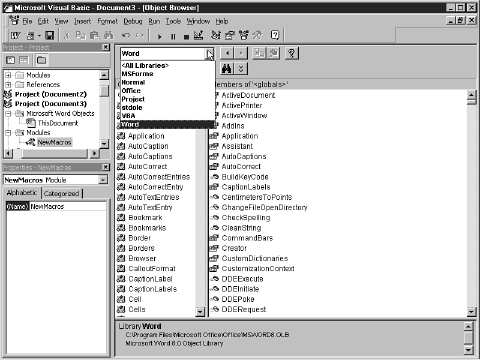 Microsoft Visual Basic - Document3 - [Object Browser]
File Edit View Insert Format Debug Run Tools Window Help
Project - Project
Modules
References
Project (Document2)
Project (Document3)
Microsoft Word Objects
ThisDocument
Modules
NewMacros
Properties - NewMacros
NewMacros Module
Alphabetic Categorized
(Name) NewMacros
Word
<All Libraries>
MSForms
Normal
Office
Project
stdole
VBA
Word
Application
AutoCaption
AutoCaptions
AutoCorrect
AutoCorrectEntries
AutoCorrectEntry
AutoTextEntries
AutoTextEntry
Bookmark
Bookmarks
Border
Borders
Browser
CalloutFormat
CaptionLabel
CaptionLabels
Cell
Cells
Members of '<globals>'
ActiveDocument
ActivePrinter
ActiveWindow
AddIns
Application
Assistant
AutoCaptions
AutoCorrect
BuildKeyCode
CaptionLabels
CentimetersToPoints
ChangeFileOpenDirectory
CheckSpelling
CleanString
CommandBars
Creator
CustomDictionaries
CustomizationContext
DDEExecute
DDEInitiate
DDEPoke
DDERequest
Library Word
C:\Program Files\Microsoft Office\Office\MSWORD8.OLB
Microsoft Word 8.0 Object Library